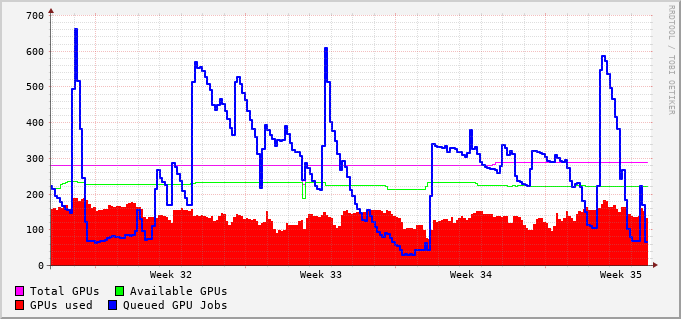 700
600
500
400
300
200
100
0
Week 32 Week 33 Week 34 Week 35
Total GPUs Available GPUs
GPUs used Queued GPU Jobs
RRDTOOL / TOBI OETIKER